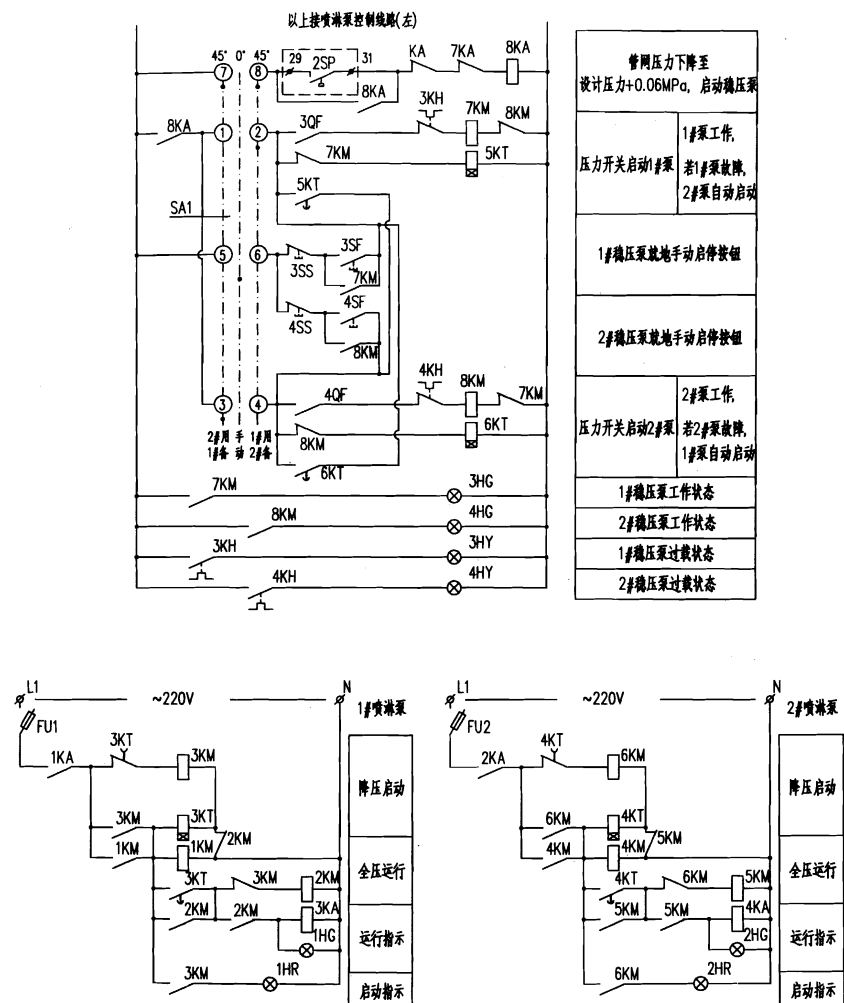 以上接喷淋泵控制线路(左)
45° 0° 45°
29 2SP 31 KA 7KA 8KA
7 8
8KA
管网压力下降至
设计压力+0.06MPa, 启动稳压泵
8KA 1 2 3QF 3KH 7KM 8KM
7KM 5KT
压力开关启动1#泵
1#泵工作,
若1#泵故障,
2#泵自动启动
5KT
SA1
5 6 3SS 3SF
7KM
1#稳压泵就地手动启停按钮
4SS 4SF
8KM
2#稳压泵就地手动启停按钮
3 4 4QF 4KH 8KM 7KM
8KM 6KT
6KT
2#用 手 1#用
1#备 动 2#备
压力开关启动2#泵
2#泵工作,
若2#泵故障,
1#泵自动启动
7KM 3HG 1#稳压泵工作状态
8KM 4HG 2#稳压泵工作状态
3KH 3HY 1#稳压泵过载状态
4KH 4HY 2#稳压泵过载状态
L1 ~220V N 1#喷淋泵
FU1
1KA 3KT 3KM
降压启动
3KM 3KT 2KM
1KM 1KM
全压运行
3KT 3KM 2KM
2KM 2KM 3KA
1HG
运行指示
3KM 1HR
启动指示
L1 ~220V N 2#喷淋泵
FU2
2KA 4KT 6KM
降压启动
6KM 4KT 5KM
4KM 4KM
全压运行
4KT 6KM 5KM
5KM 5KM 4KA
2HG
运行指示
6KM 2HR
启动指示